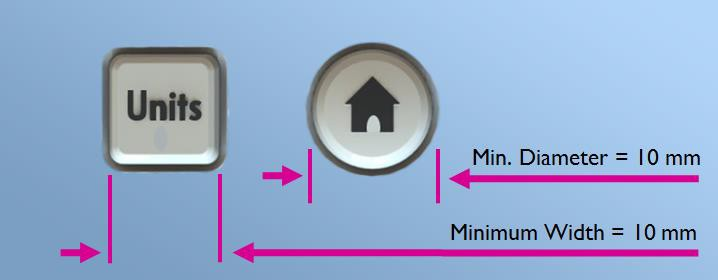 Units
Min. Diameter = 10 mm
Minimum Width = 10 mm